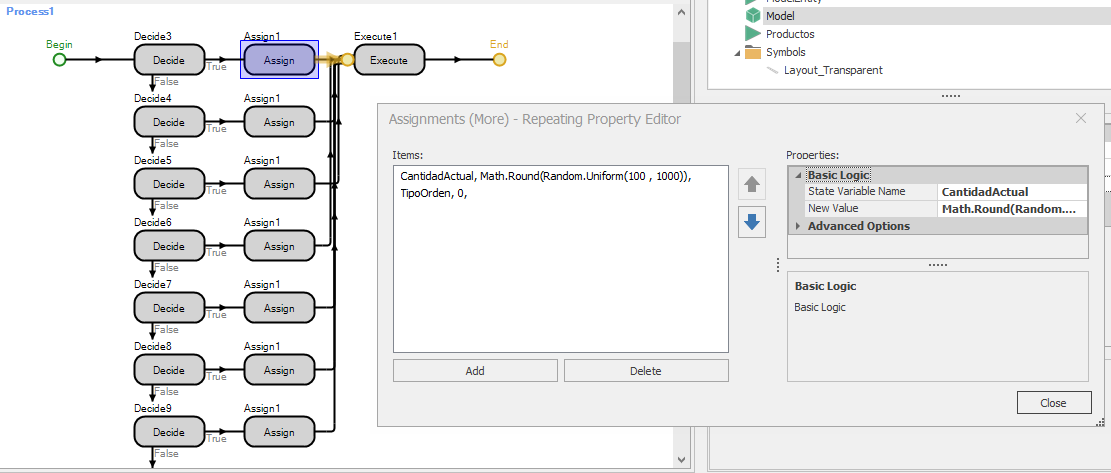 Process1
Begin
Decide3
Decide
True
False
Assign1
Assign
Execute1
Execute
End
Decide4
Decide
True
False
Assign1
Assign
Decide5
Decide
True
False
Assign1
Assign
Decide6
Decide
True
False
Assign1
Assign
Decide7
Decide
True
False
Assign1
Assign
Decide8
Decide
True
False
Assign1
Assign
Decide9
Decide
True
False
Assign1
Assign
Model
Productos
Symbols
Layout_Transparent
Assignments (More) - Repeating Property Editor
Items:
CantidadActual, Math.Round(Random.Uniform(100 , 1000)),
TipoOrden, 0,
Add
Delete
Properties:
Basic Logic
State Variable Name CantidadActual
New Value Math.Round(Random....
Advanced Options
Basic Logic
Basic Logic
Close